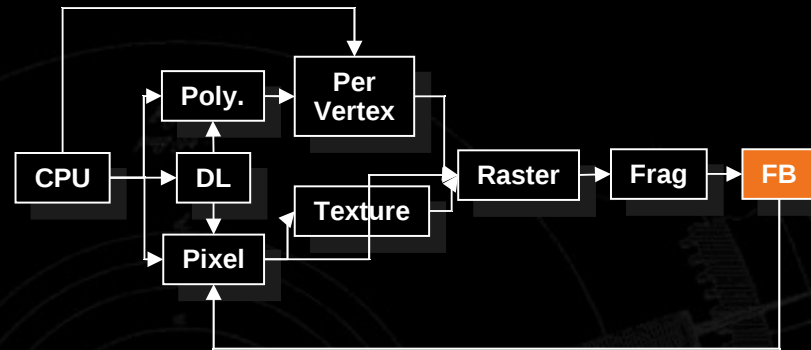 Per
Vertex
Poly.
CPU
DL
Raster
Frag
FB
Texture
Pixel